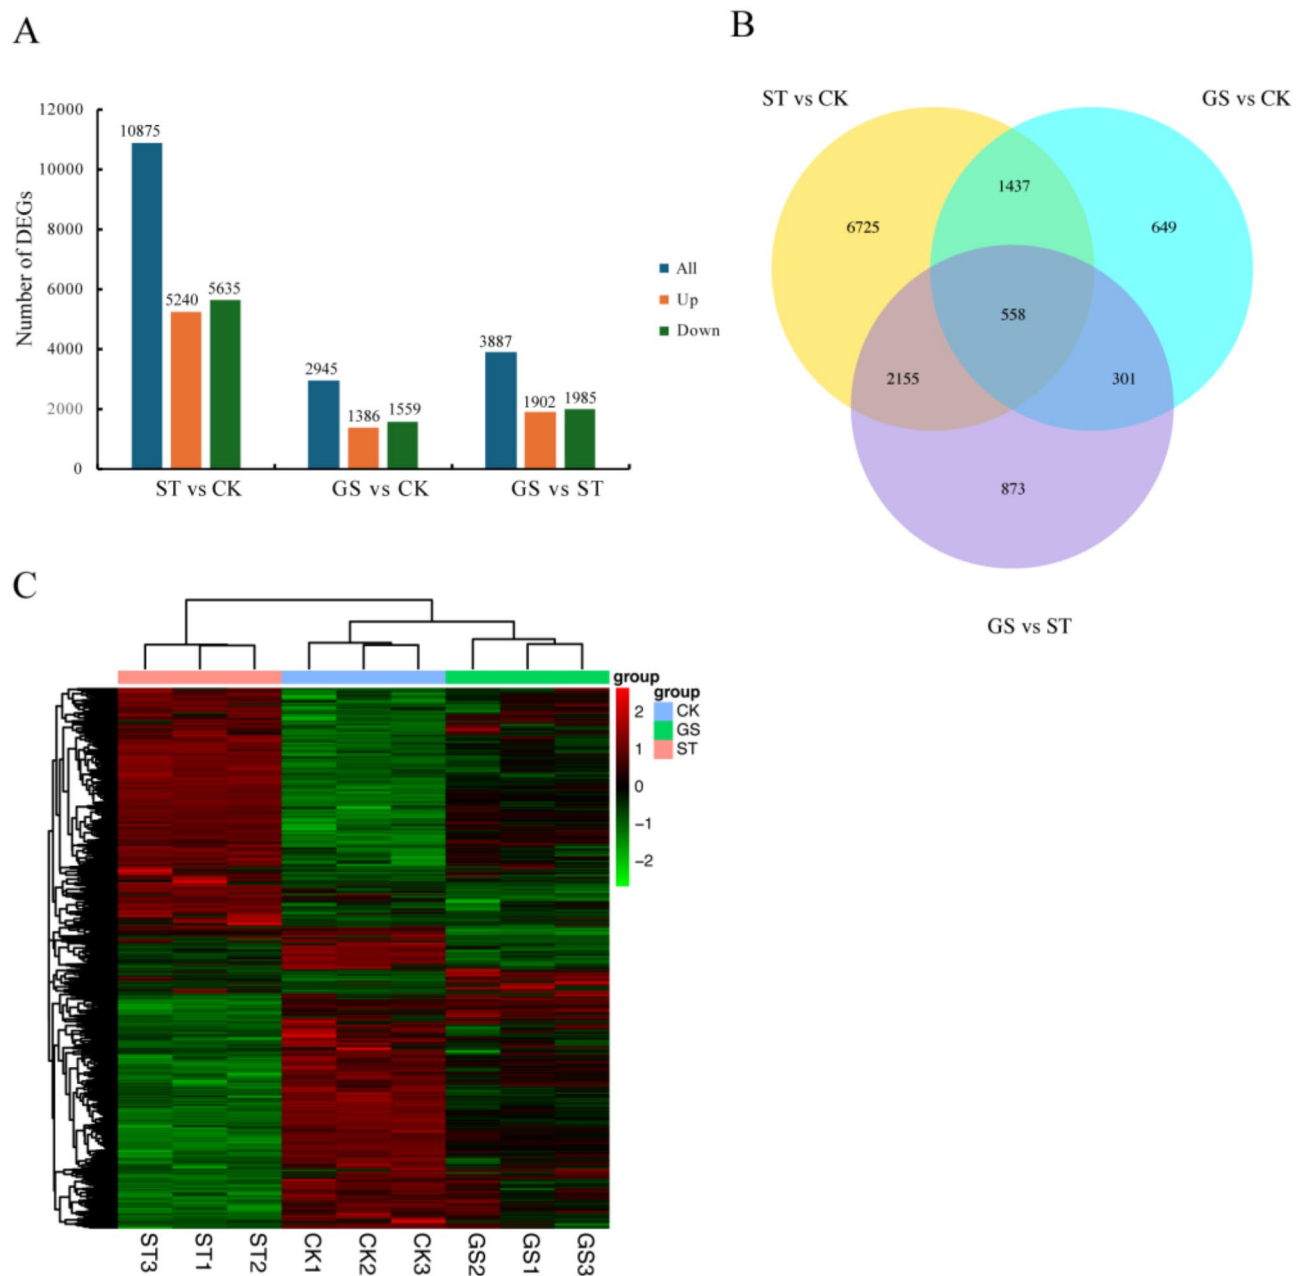 A
12000
10000
8000
6000
4000
2000
0
Number of DEGs
10875
5240
5635
2945
1386
1559
3887
1902
1985
ST vs CK
GS vs CK
GS vs ST
All
Up
Down
B
ST vs CK
GS vs CK
1437
6725
649
558
2155
301
873
GS vs ST
C
group
2
1
0
−1
−2
group
CK
GS
ST
ST3
ST1
ST2
CK1
CK2
CK3
GS2
GS1
GS3